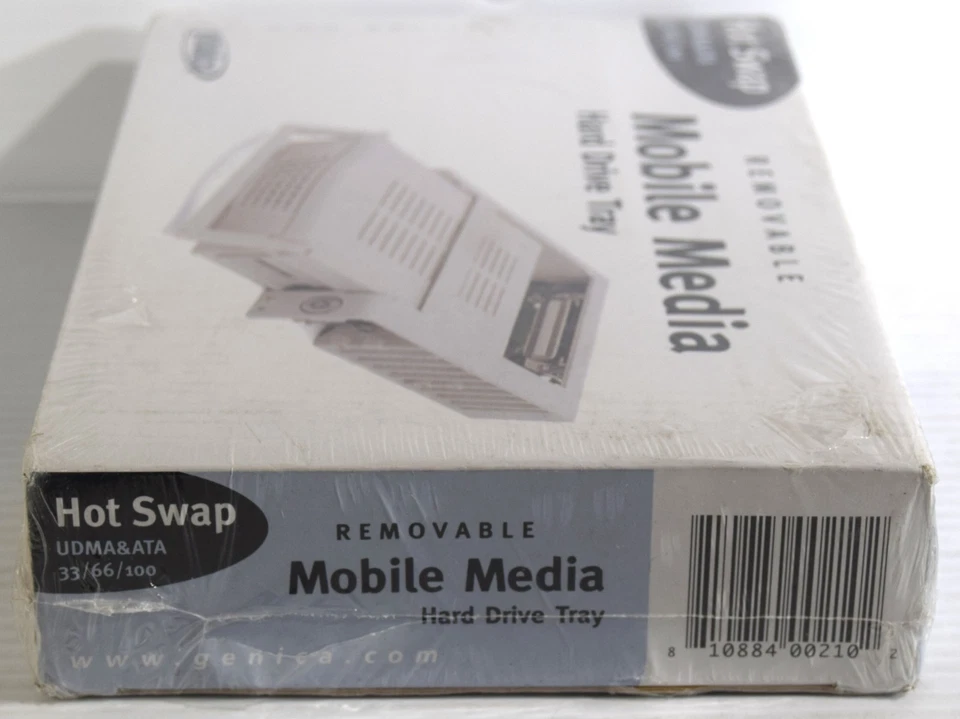 Hot Swap
REMOVABLE
Mobile Media
Hard Drive Tray
Hot Swap
UDMA&ATA
33/66/100
REMOVABLE
Mobile Media
Hard Drive Tray
www.genica.com
8 10884 00210 2